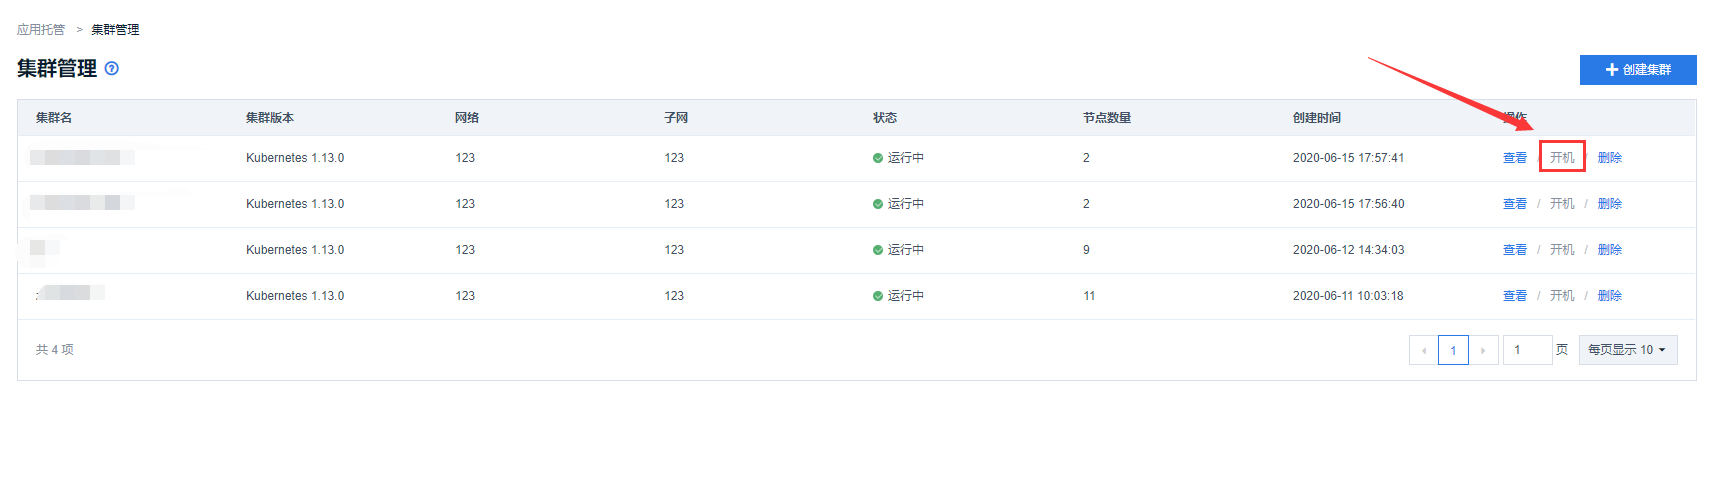 应用托管 > 集群管理
集群管理 ?
+ 创建集群
集群名 集群版本 网络 子网 状态 节点数量 创建时间 操作
Kubernetes 1.13.0 123 123 运行中 2 2020-06-15 17:57:41 查看 / 开机 / 删除
Kubernetes 1.13.0 123 123 运行中 2 2020-06-15 17:56:40 查看 / 开机 / 删除
Kubernetes 1.13.0 123 123 运行中 9 2020-06-12 14:34:03 查看 / 开机 / 删除
Kubernetes 1.13.0 123 123 运行中 11 2020-06-11 10:03:18 查看 / 开机 / 删除
共 4 项 1 1 页 每页显示 10